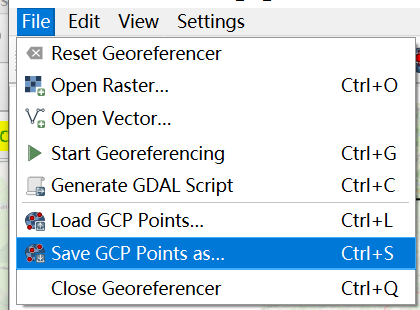 File Edit View Settings
Reset Georeferencer
Open Raster... Ctrl+O
Open Vector...
Start Georeferencing Ctrl+G
Generate GDAL Script Ctrl+C
Load GCP Points... Ctrl+L
Save GCP Points as... Ctrl+S
Close Georeferencer Ctrl+Q